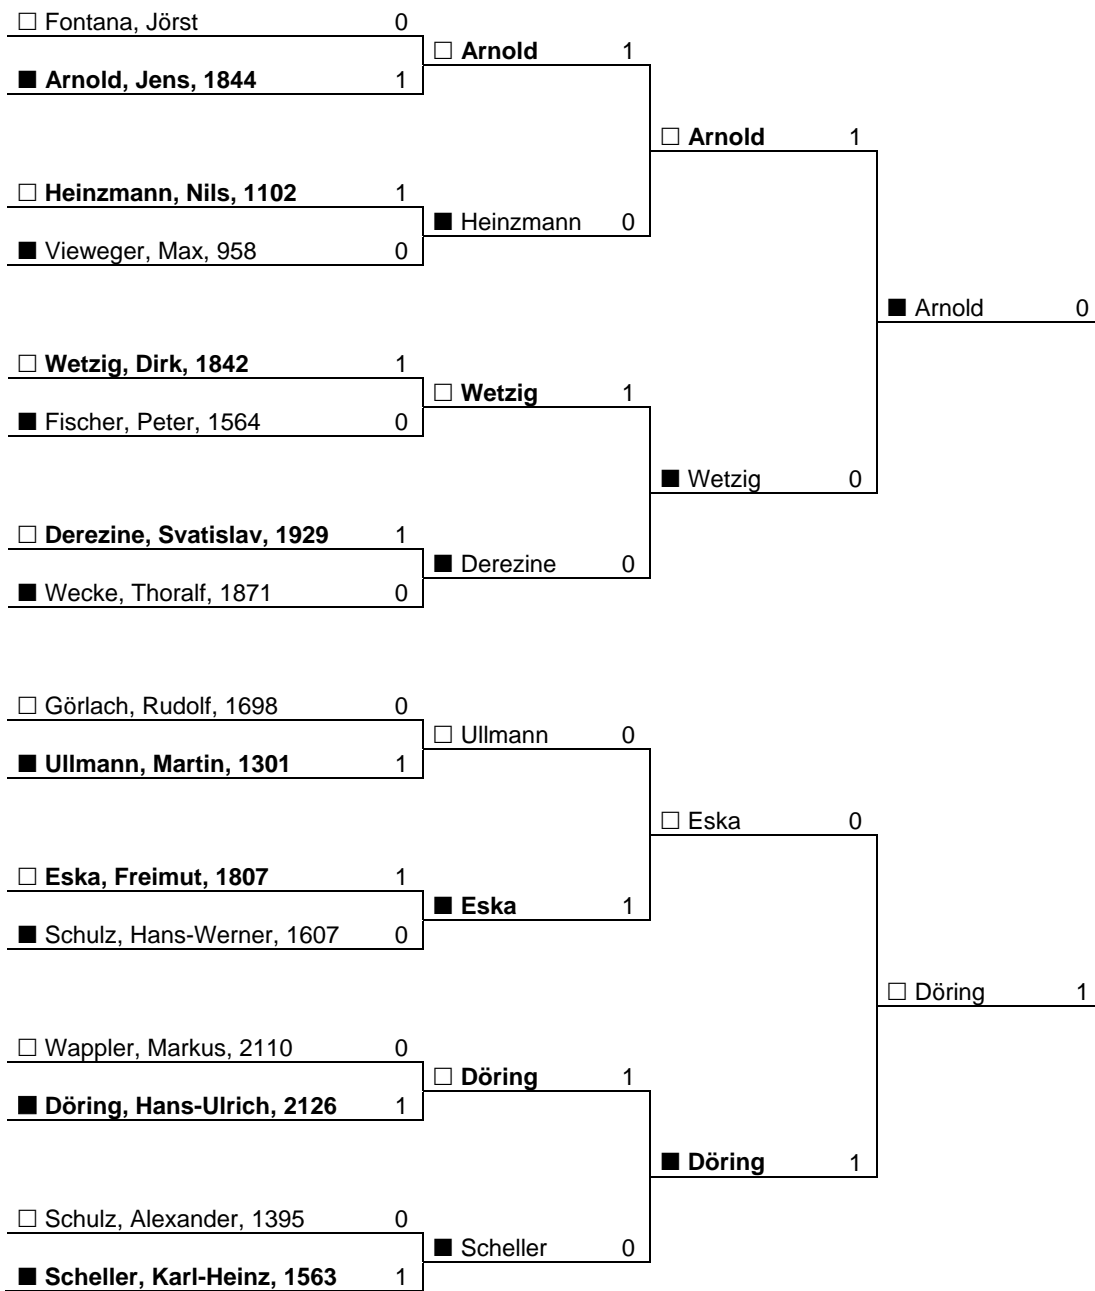 □ Fontana, Jörst 0
□ Arnold 1
■ Arnold, Jens, 1844 1
□ Arnold 1
□ Heinzmann, Nils, 1102 1
■ Heinzmann 0
■ Vieweger, Max, 958 0
■ Arnold 0
□ Wetzig, Dirk, 1842 1
□ Wetzig 1
■ Fischer, Peter, 1564 0
■ Wetzig 0
□ Derezine, Svatislav, 1929 1
■ Derezine 0
■ Wecke, Thoralf, 1871 0
□ Görlach, Rudolf, 1698 0
□ Ullmann 0
■ Ullmann, Martin, 1301 1
□ Eska 0
□ Eska, Freimut, 1807 1
■ Eska 1
■ Schulz, Hans-Werner, 1607 0
□ Döring 1
□ Wappler, Markus, 2110 0
□ Döring 1
■ Döring, Hans-Ulrich, 2126 1
■ Döring 1
□ Schulz, Alexander, 1395 0
■ Scheller 0
■ Scheller, Karl-Heinz, 1563 1